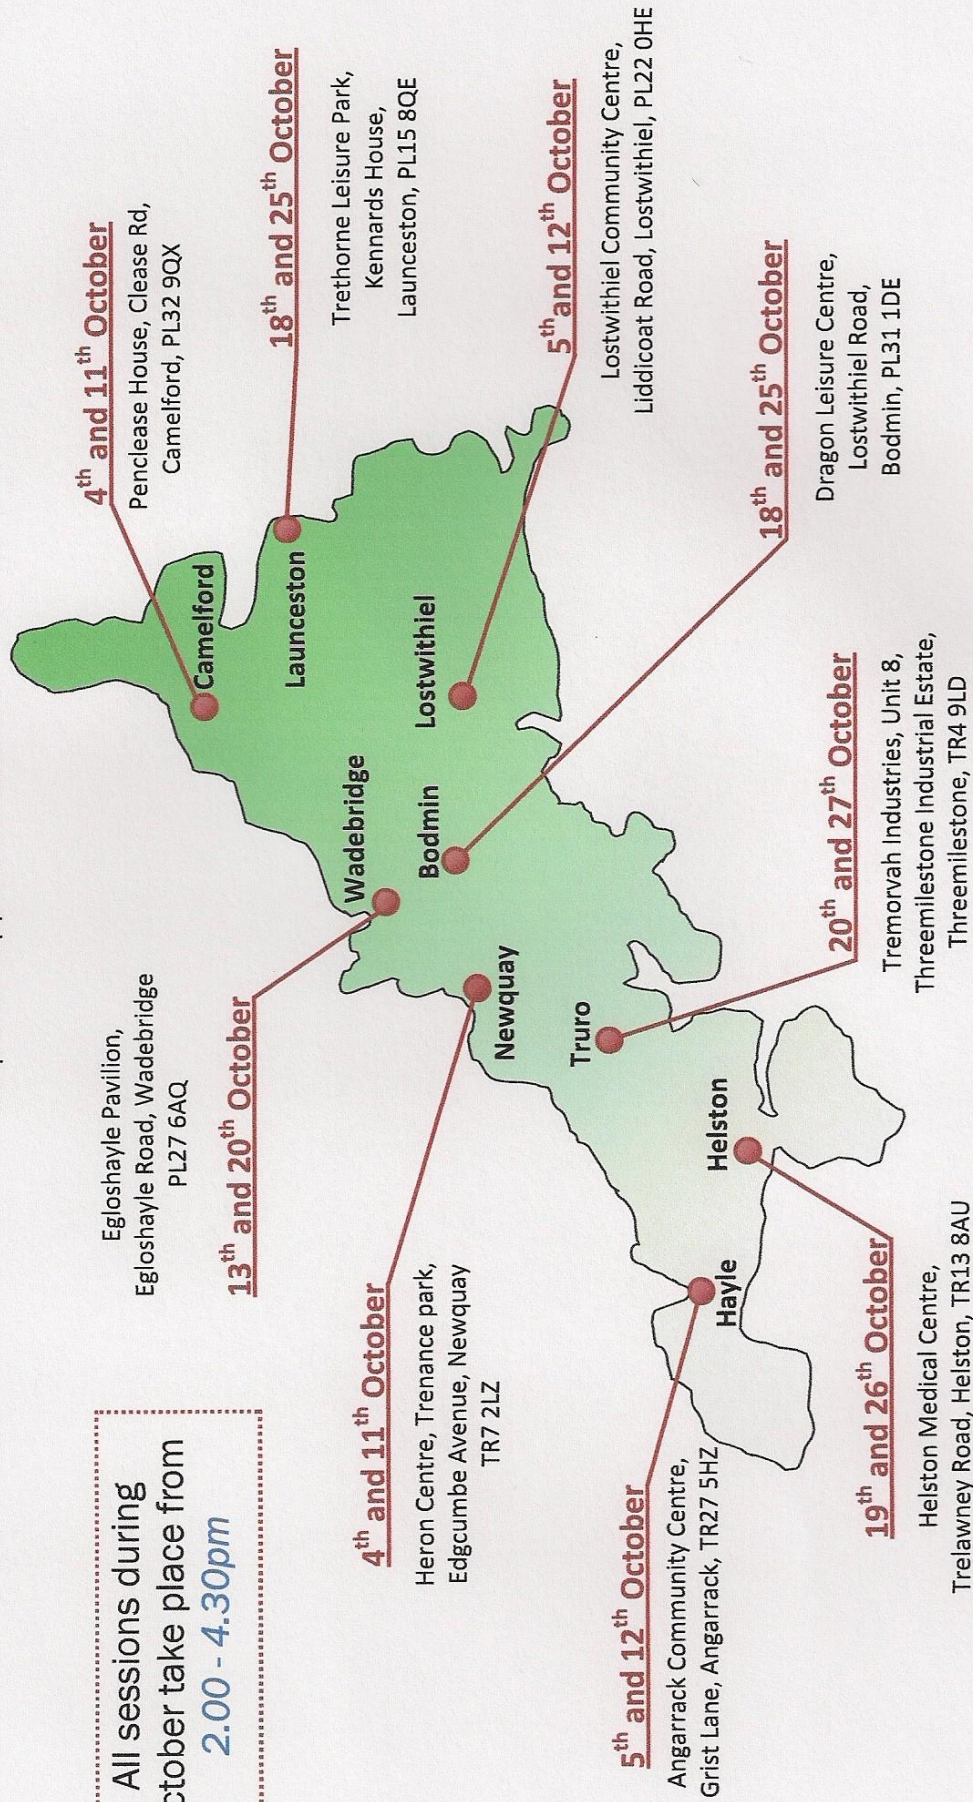 All sessions during
ctober take place from
2.00 - 4.30pm
Egloshayle Pavilion,
Egloshayle Road, Wadebridge
PL27 6AQ
13th and 20th October
4th and 11th October
Penclease House, Clease Rd,
Camelford, PL32 9QX
18th and 25th October
Trethorne Leisure Park,
Kennards House,
Launceston, PL15 8QE
4th and 11th October
Heron Centre, Trenance park,
Edgcumbe Avenue, Newquay
TR7 2LZ
Camelford
Launceston
Wadebridge
Lostwithiel
Bodmin
Newquay
Truro
Helston
Hayle
5th and 12th October
Lostwithiel Community Centre,
Liddicoat Road, Lostwithiel, PL22 0HE
5th and 12th October
Angarrack Community Centre,
Grist Lane, Angarrack, TR27 5HZ
18th and 25th October
Dragon Leisure Centre,
Lostwithiel Road,
Bodmin, PL31 1DE
19th and 26th October
Helston Medical Centre,
Trelawney Road, Helston, TR13 8AU
20th and 27th October
Tremorvah Industries, Unit 8,
Threemilestone Industrial Estate,
Threemilestone, TR4 9LD